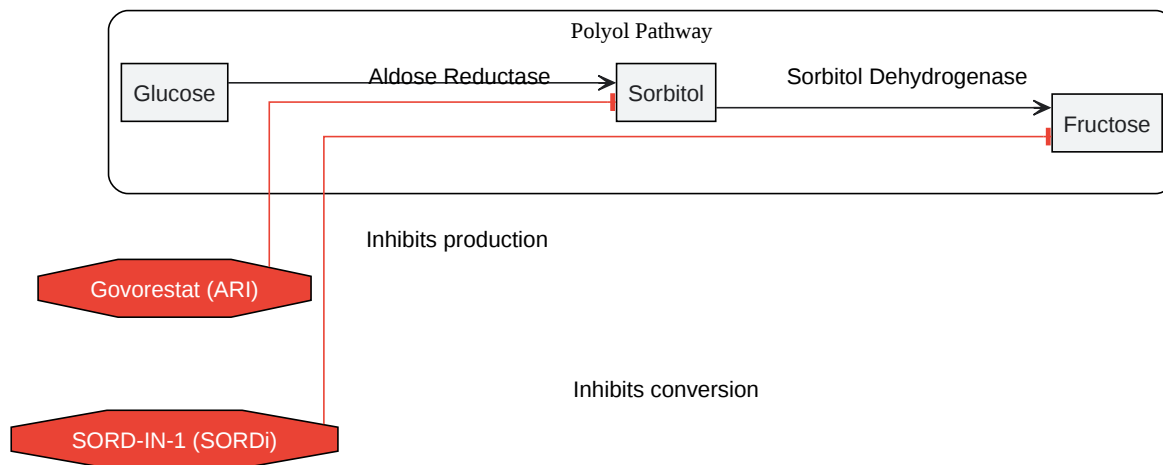 Polyol Pathway
Glucose
Aldose Reductase
Sorbitol
Sorbitol Dehydrogenase
Fructose
Inhibits production
Govorestat (ARI)
Inhibits conversion
SORD-IN-1 (SORDi)